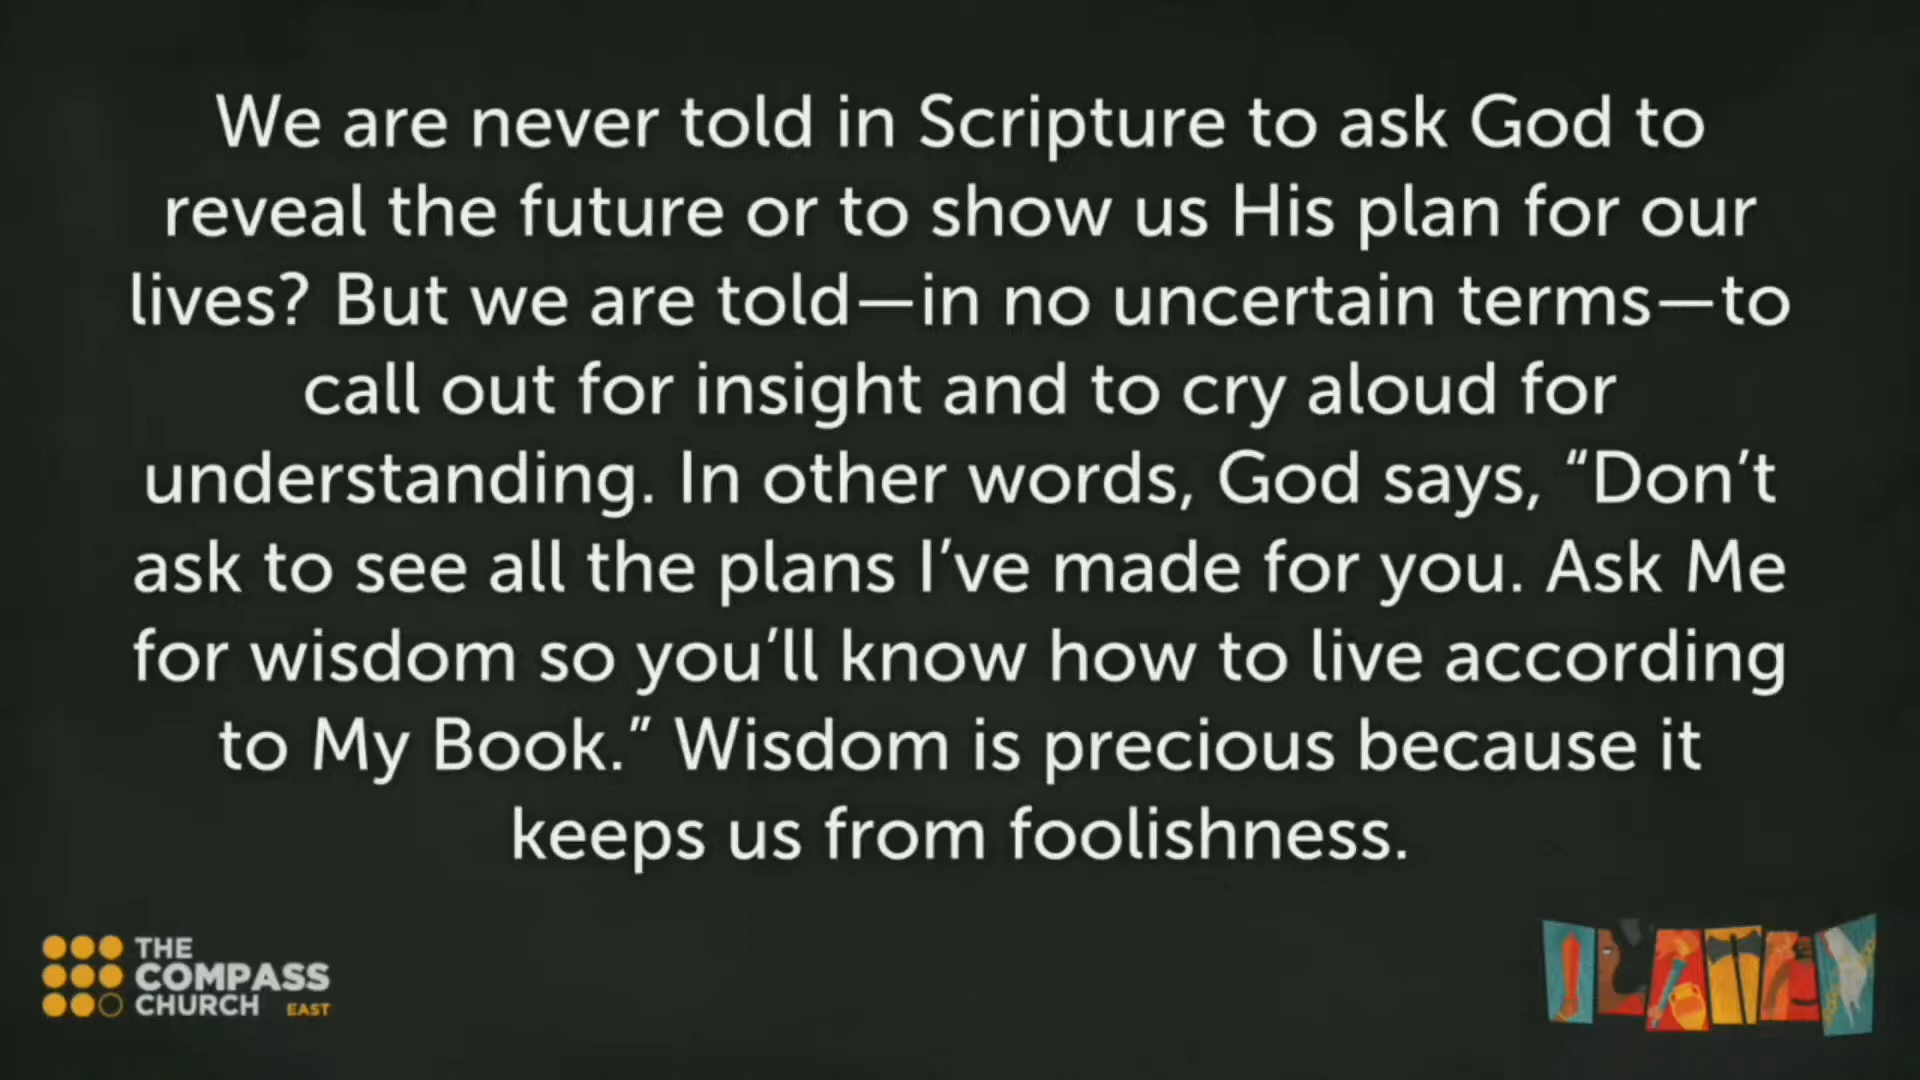 We are never told in Scripture to ask God to
reveal the future or to show us His plan for our
lives? But we are told—in no uncertain terms—to
call out for insight and to cry aloud for
understanding. In other words, God says, “Don’t
ask to see all the plans I’ve made for you. Ask Me
for wisdom so you’ll know how to live according
to My Book.” Wisdom is precious because it
keeps us from foolishness.
THE
COMPASS
CHURCH EAST